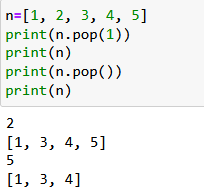 n=[1, 2, 3, 4, 5]
print(n.pop(1))
print(n)
print(n.pop())
print(n)
2
[1, 3, 4, 5]
5
[1, 3, 4]